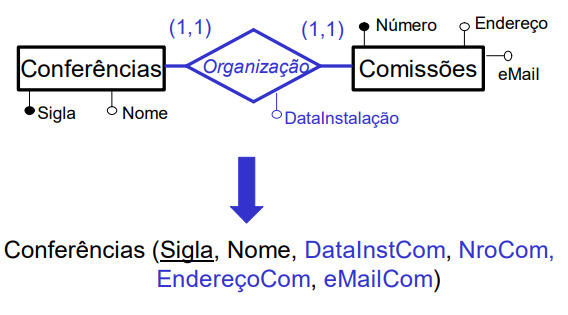 (1,1)
(1,1)
Número
Endereço
Conferências
Organização
Comissões
eMail
Sigla
Nome
DataInstalação
Conferências (Sigla, Nome, DataInstCom, NroCom,
EndereçoCom, eMailCom)